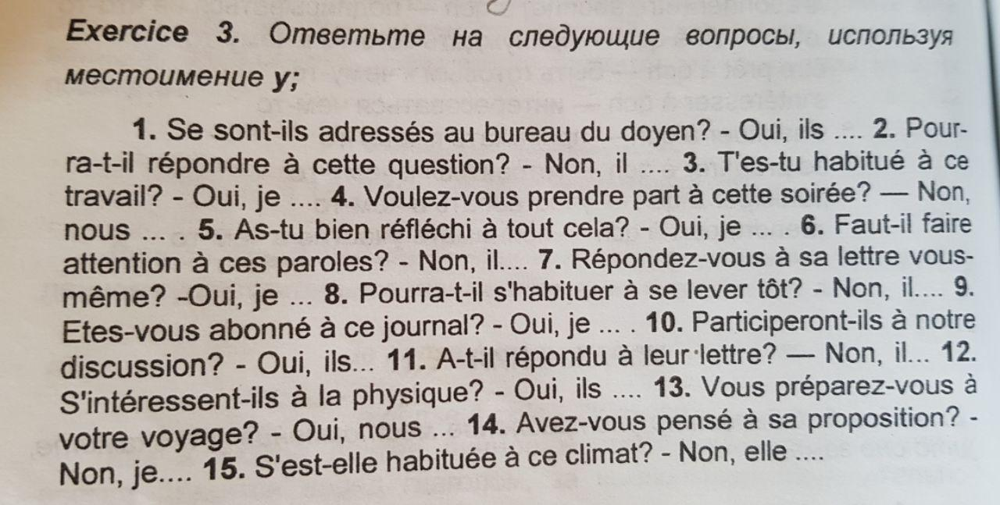 Exercice 3. Ответьте на следующие вопросы, используя
местоимение y;
1. Se sont-ils adressés au bureau du doyen? - Oui, ils .... 2. Pour-
ra-t-il répondre à cette question? - Non, il .... 3. T'es-tu habitué à ce
travail? - Oui, je .... 4. Voulez-vous prendre part à cette soirée? — Non,
nous ... . 5. As-tu bien réfléchi à tout cela? - Oui, je ... . 6. Faut-il faire
attention à ces paroles? - Non, il.... 7. Répondez-vous à sa lettre vous-
même? -Oui, je ... 8. Pourra-t-il s'habituer à se lever tôt? - Non, il.... 9.
Etes-vous abonné à ce journal? - Oui, je ... . 10. Participeront-ils à notre
discussion? - Oui, ils... 11. A-t-il répondu à leur lettre? — Non, il... 12.
S'intéressent-ils à la physique? - Oui, ils .... 13. Vous préparez-vous à
votre voyage? - Oui, nous ... 14. Avez-vous pensé à sa proposition? -
Non, je.... 15. S'est-elle habituée à ce climat? - Non, elle ....